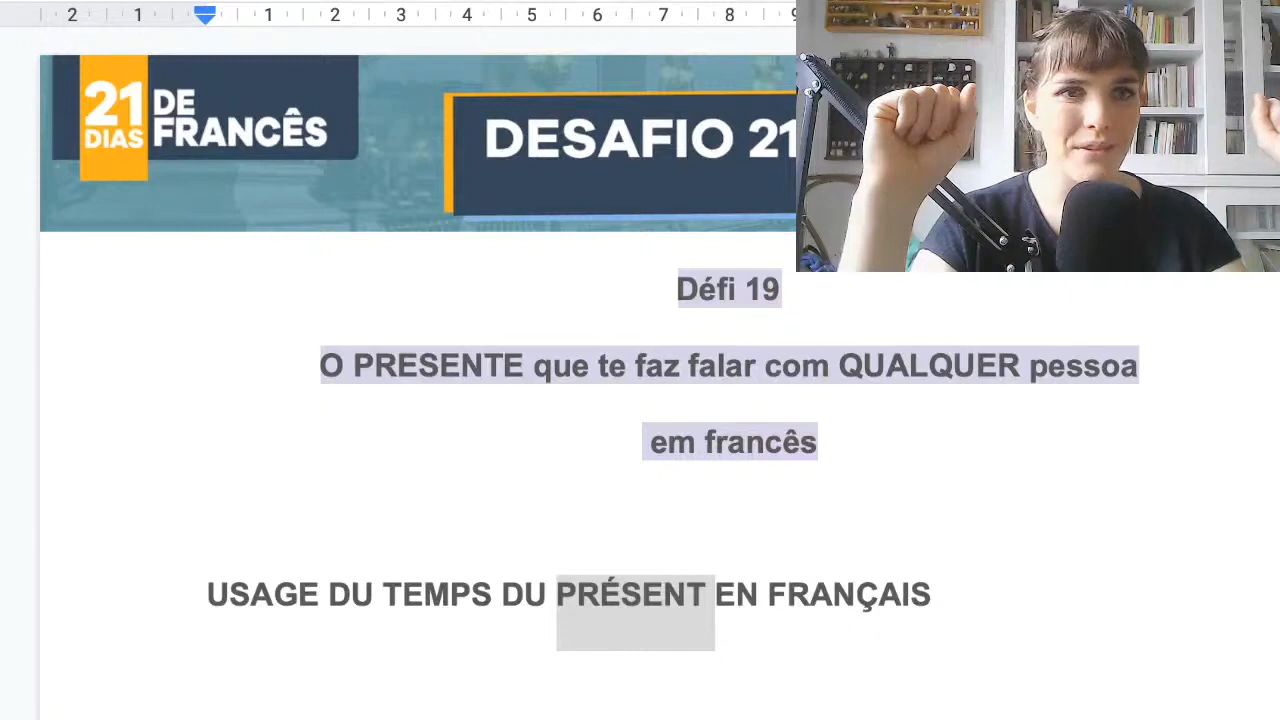 2 1 1 2 3 4 5 6 7 8 9
21 DE
DIAS FRANCÊS
DESAFIO 21
Défi 19
O PRESENTE que te faz falar com QUALQUER pessoa
em francês
USAGE DU TEMPS DU PRÉSENT EN FRANÇAIS